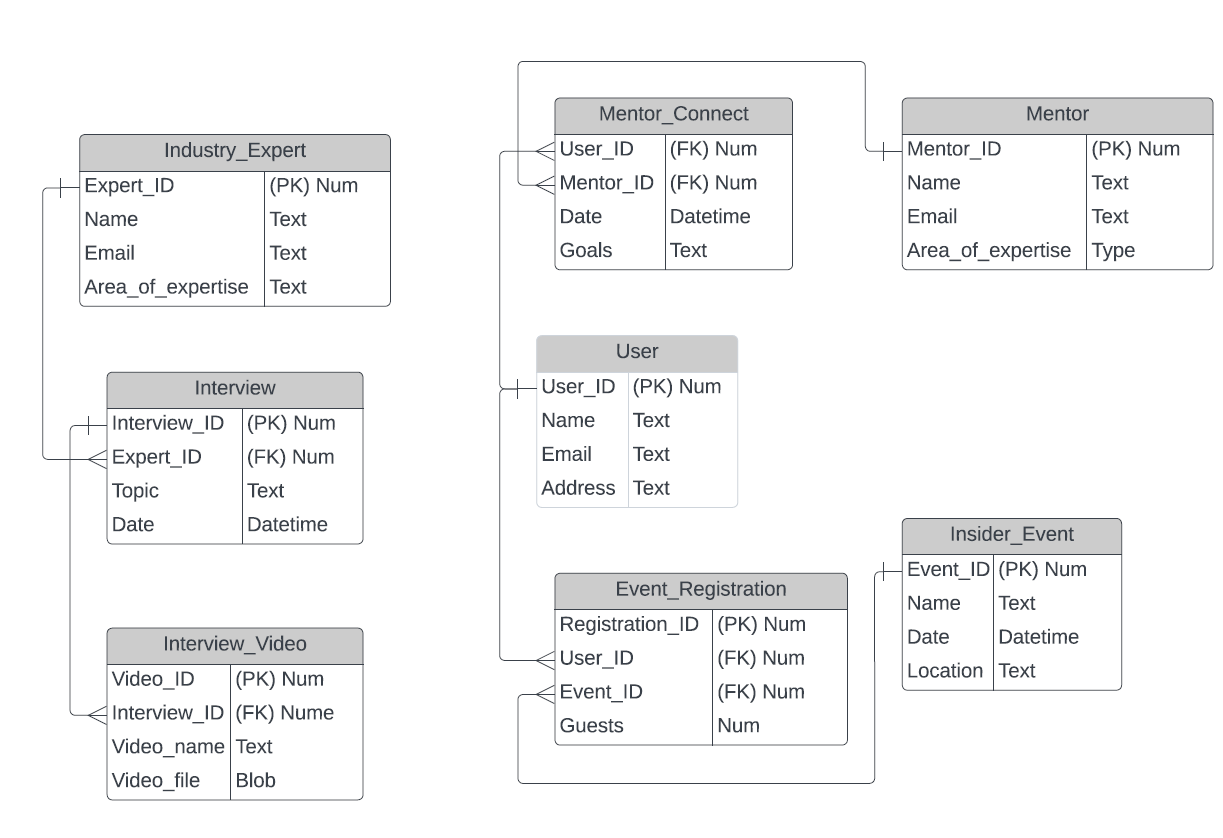 Industry_Expert
Expert_ID (PK) Num
Name Text
Email Text
Area_of_expertise Text
Interview
Interview_ID (PK) Num
Expert_ID (FK) Num
Topic Text
Date Datetime
Interview_Video
Video_ID (PK) Num
Interview_ID (FK) Nume
Video_name Text
Video_file Blob
Mentor_Connect
User_ID (FK) Num
Mentor_ID (FK) Num
Date Datetime
Goals Text
User
User_ID (PK) Num
Name Text
Email Text
Address Text
Event_Registration
Registration_ID (PK) Num
User_ID (FK) Num
Event_ID (FK) Num
Guests Num
Mentor
Mentor_ID (PK) Num
Name Text
Email Text
Area_of_expertise Type
Insider_Event
Event_ID (PK) Num
Name Text
Date Datetime
Location Text